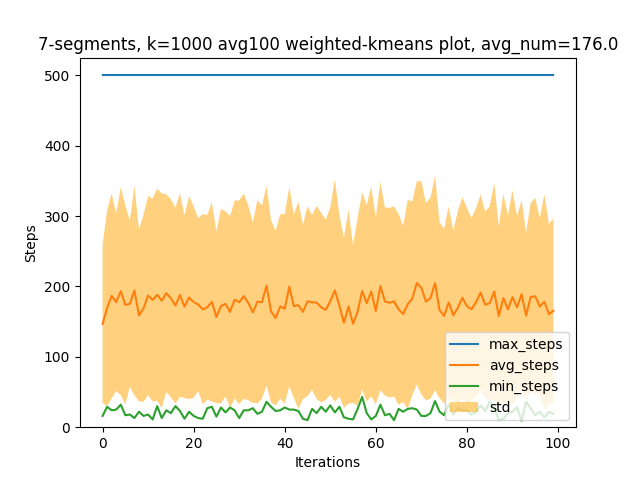 7-segments, k=1000 avg100 weighted-kmeans plot, avg_num=176.0
500
400
300
200
100
0
Steps
max_steps
avg_steps
min_steps
std
0
20
40
60
80
100
Iterations